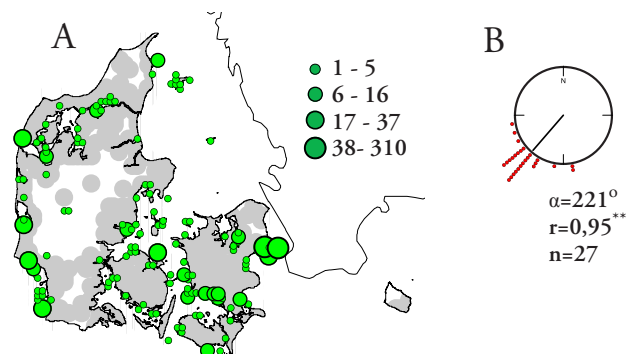 A
1 - 5
6 - 16
17 - 37
38- 310
B
N
α=221°
r=0,95**
n=27